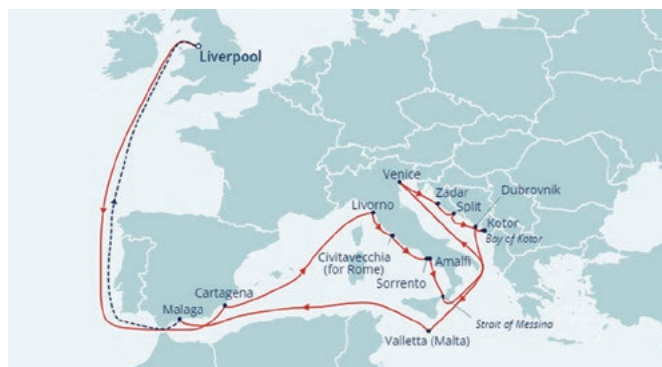 Liverpool
Venice
Zadar
Dubrovnik
Split
Livorno
Kotor
Bay of Kotor
Civitavecchia
(for Rome)
Amalfi
Cartagena
Sorrento
Malaga
Strait of Messina
Valletta (Malta)